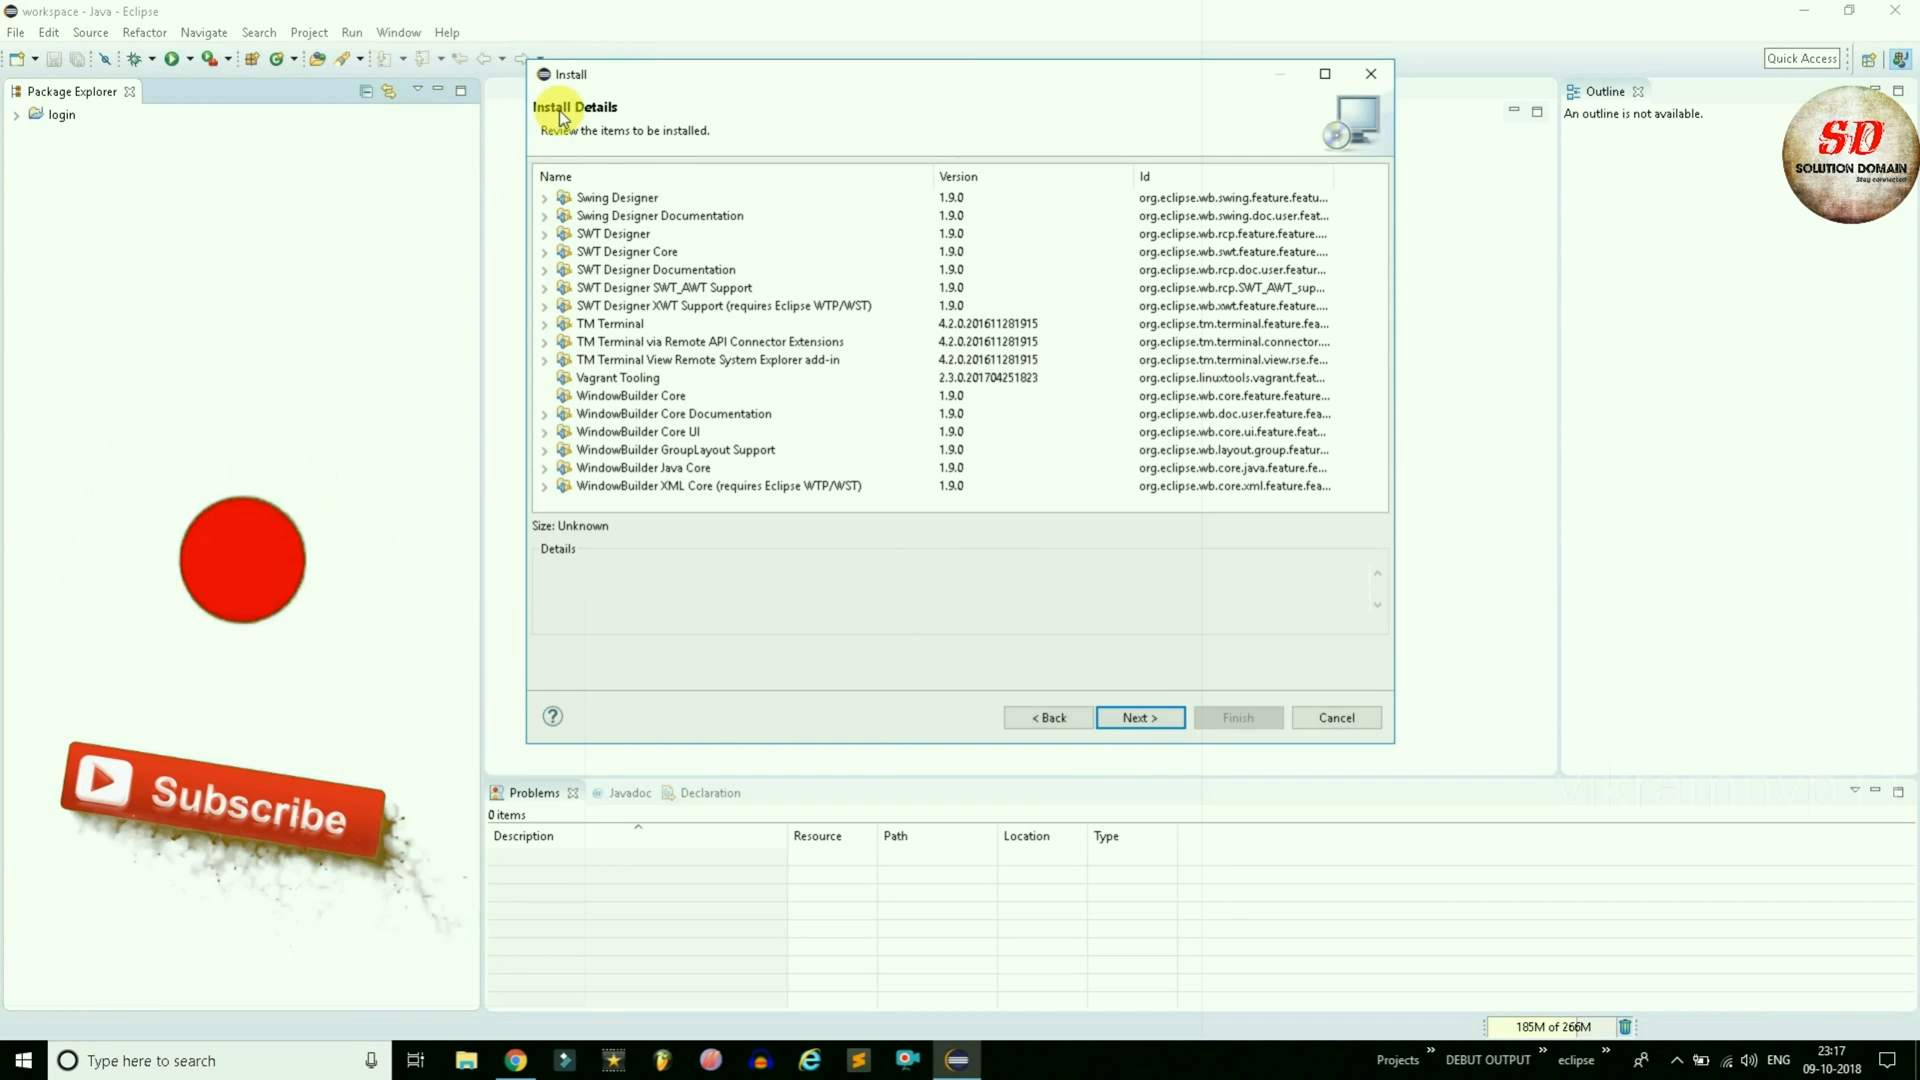 workspace - Java - Eclipse
File Edit Source Refactor Navigate Search Project Run Window Help
Quick Access
Package Explorer
login
Install
Install Details
Review the items to be installed.
Name Version Id
Swing Designer 1.9.0 org.eclipse.wb.swing.feature.featu...
Swing Designer Documentation 1.9.0 org.eclipse.wb.swing.doc.user.feat...
SWT Designer 1.9.0 org.eclipse.wb.rcp.feature.feature....
SWT Designer Core 1.9.0 org.eclipse.wb.swt.feature.feature....
SWT Designer Documentation 1.9.0 org.eclipse.wb.rcp.doc.user.featur...
SWT Designer SWT_AWT Support 1.9.0 org.eclipse.wb.rcp.SWT_AWT_sup...
SWT Designer XWT Support (requires Eclipse WTP/WST) 1.9.0 org.eclipse.wb.xwt.feature.feature....
TM Terminal 4.2.0.201611281915 org.eclipse.tm.terminal.feature.fea...
TM Terminal via Remote API Connector Extensions 4.2.0.201611281915 org.eclipse.tm.terminal.connector....
TM Terminal View Remote System Explorer add-in 4.2.0.201611281915 org.eclipse.tm.terminal.view.rse.fe...
Vagrant Tooling 2.3.0.201704251823 org.eclipse.linuxtools.vagrant.feat...
WindowBuilder Core 1.9.0 org.eclipse.wb.core.feature.feature...
WindowBuilder Core Documentation 1.9.0 org.eclipse.wb.doc.user.feature.fea...
WindowBuilder Core UI 1.9.0 org.eclipse.wb.core.ui.feature.feat...
WindowBuilder GroupLayout Support 1.9.0 org.eclipse.wb.layout.group.featur...
WindowBuilder Java Core 1.9.0 org.eclipse.wb.core.java.feature.fe...
WindowBuilder XML Core (requires Eclipse WTP/WST) 1.9.0 org.eclipse.wb.core.xml.feature.fea...
Size: Unknown
Details
< Back Next > Finish Cancel
Outline
An outline is not available.
SD
SOLUTION DOMAIN
Stay connected
Subscribe
Problems Javadoc Declaration
0 items
Description Resource Path Location Type
185M of 266M
Type here to search
Projects » DEBUT OUTPUT » eclipse » ENG
23:17
09-10-2018